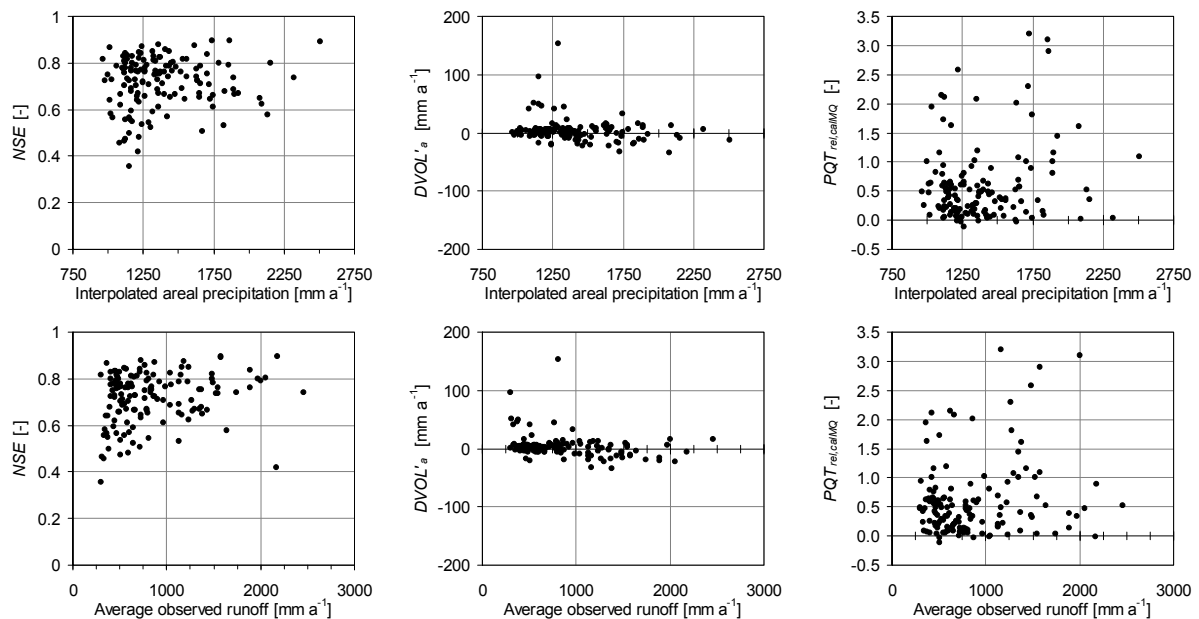 1
0.8
0.6
0.4
0.2
0
NSE [-]
750 1250 1750 2250 2750
Interpolated areal precipitation [mm a-1]
200
100
0
-100
-200
DVOL'a [mm a-1]
750 1250 1750 2250 2750
Interpolated areal precipitation [mm a-1]
3.5
3.0
2.5
2.0
1.5
1.0
0.5
0.0
-0.5
PQTrel,calMQ [-]
750 1250 1750 2250 2750
Interpolated areal precipitation [mm a-1]
1
0.8
0.6
0.4
0.2
0
NSE [-]
0 1000 2000 3000
Average observed runoff [mm a-1]
200
100
0
-100
-200
DVOL'a [mm a-1]
0 1000 2000 3000
Average observed runoff [mm a-1]
3.5
3.0
2.5
2.0
1.5
1.0
0.5
0.0
-0.5
PQTrel,calMQ [-]
0 1000 2000 3000
Average observed runoff [mm a-1]